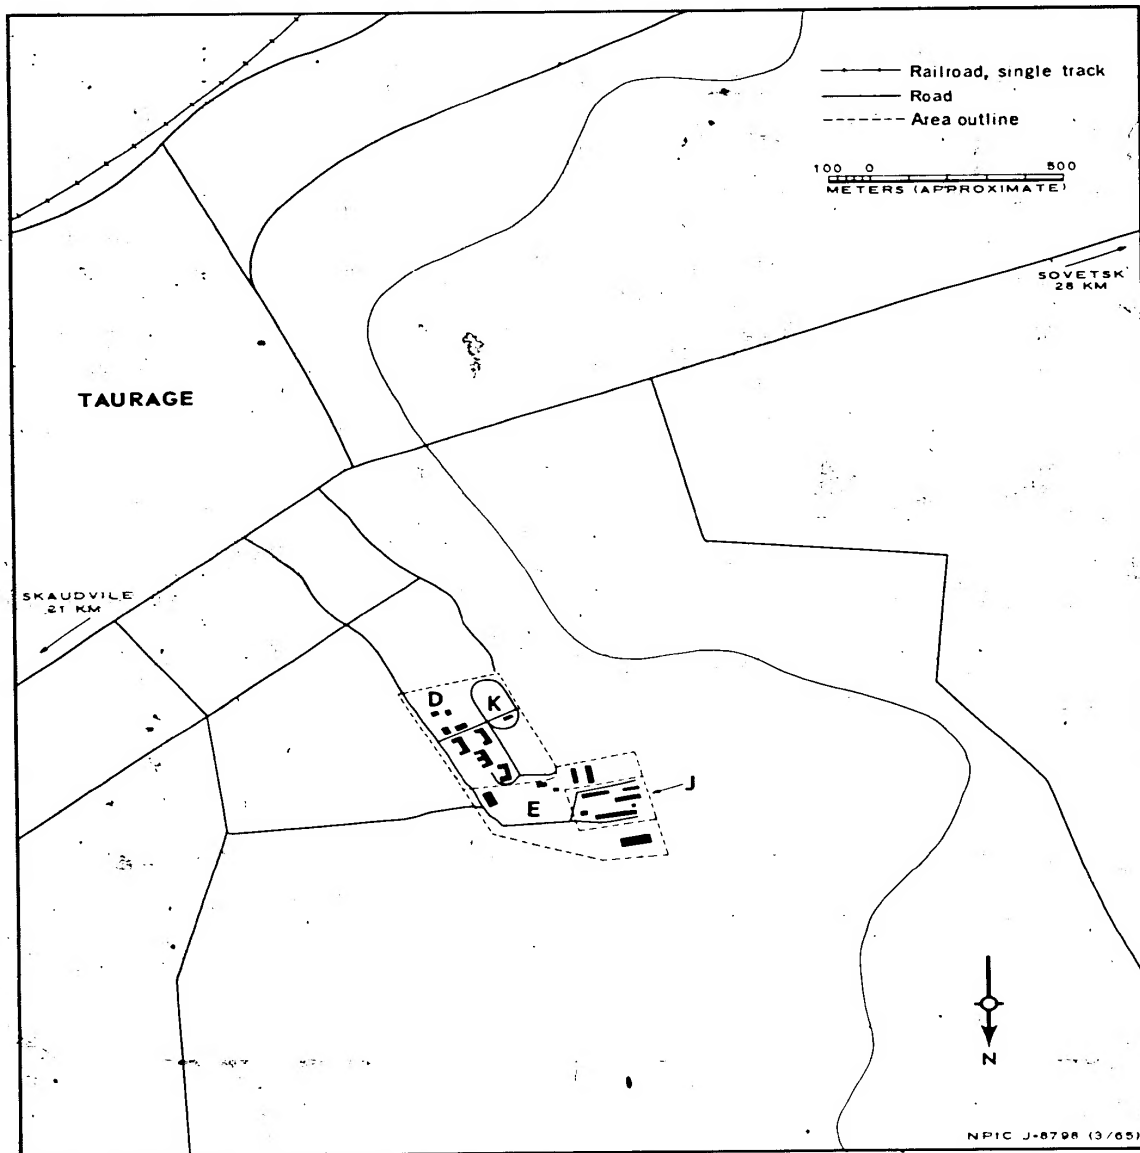 Railroad, single track
Road
Area outline
100 0 500
METERS (APPROXIMATE)
SOVETSK
28 KM
TAURAGE
SKAUDVILE
21 KM
D
K
J
E
N
NPIC J-8798 (3/65)